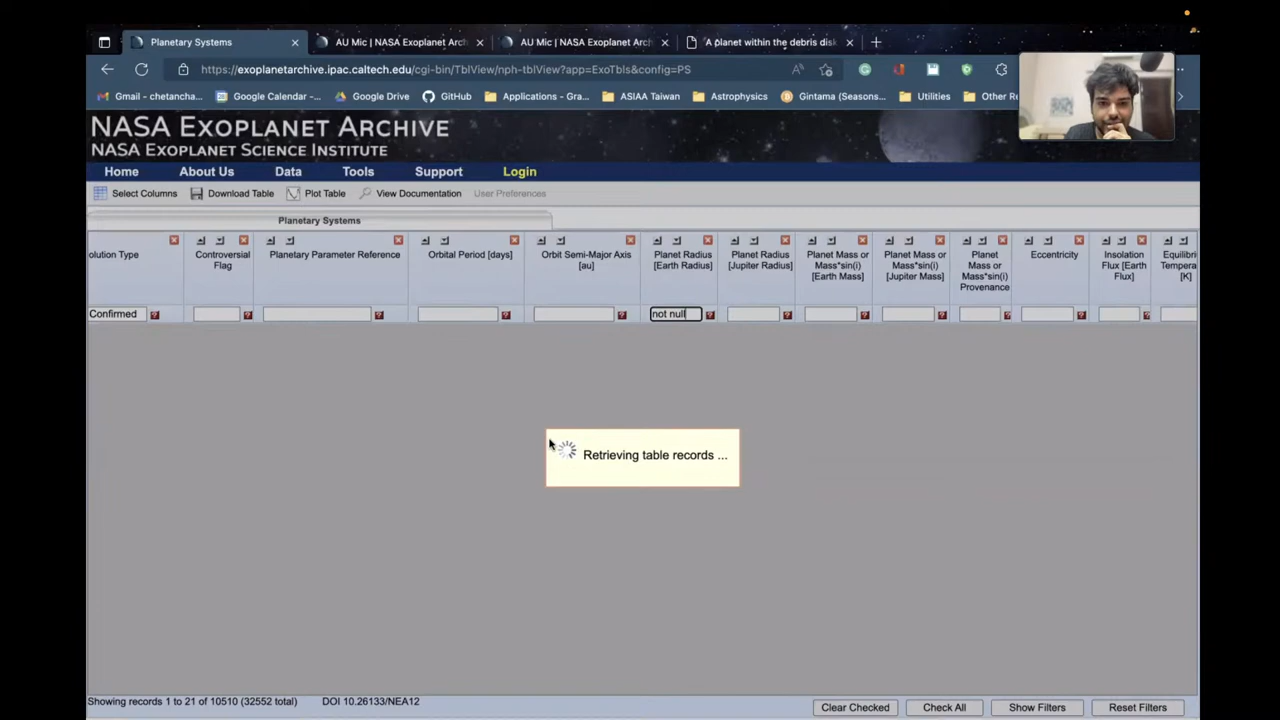 Planetary Systems
AU Mic | NASA Exoplanet Arch
AU Mic | NASA Exoplanet Arch
'A planet within the debris disk
https://exoplanetarchive.ipac.caltech.edu/cgi-bin/TblView/nph-tblView?app=ExoTbls&config=PS
Gmail - chetancha...
Google Calendar -...
Google Drive
GitHub
Applications - Gra...
ASIAA Taiwan
Astrophysics
Gintama (Seasons...
Utilities
Other Re
NASA EXOPLANET ARCHIVE
NASA EXOPLANET SCIENCE INSTITUTE
Home About Us Data Tools Support Login
Select Columns Download Table Plot Table View Documentation User Preferences
Planetary Systems
olution Type
Controversial
Flag
Planetary Parameter Reference
Orbital Period [days]
Orbit Semi-Major Axis
[au]
Planet Radius
[Earth Radius]
Planet Radius
[Jupiter Radius]
Planet Mass or
Mass*sin(i)
[Earth Mass]
Planet Mass or
Mass*sin(i)
[Jupiter Mass]
Planet
Mass or
Mass*sin(i)
Provenance
Eccentricity
Insolation
Flux [Earth
Flux]
Equilibri
Tempera
[K]
Confirmed
not null
Retrieving table records ...
Showing records 1 to 21 of 10510 (32552 total) DOI 10.26133/NEA12
Clear Checked Check All Show Filters Reset Filters